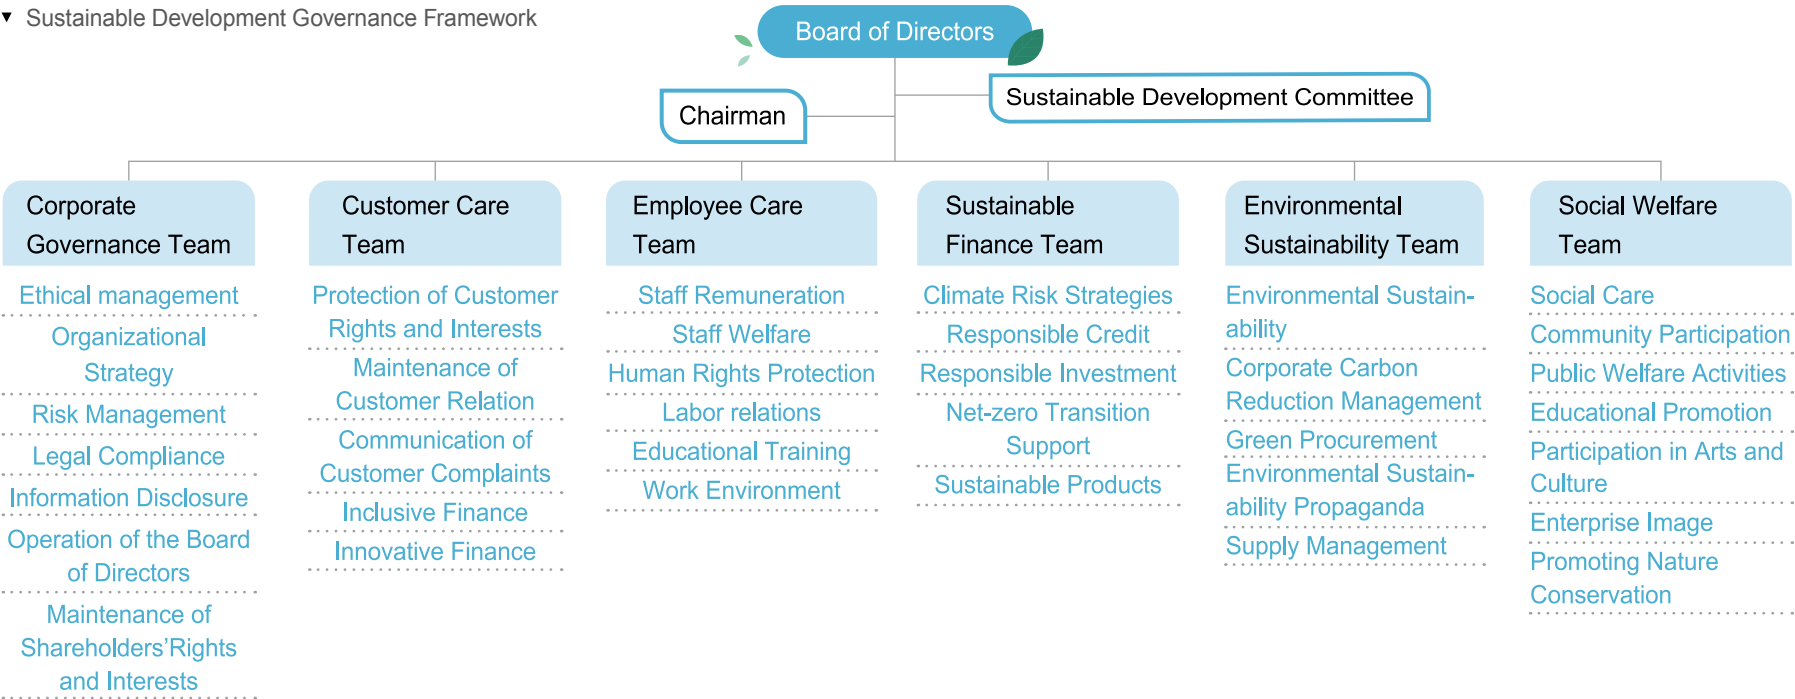 Sustainable Development Governance Framework
Board of Directors
Sustainable Development Committee
Chairman
Corporate
Governance Team
Ethical management
Organizational
Strategy
Risk Management
Legal Compliance
Information Disclosure
Operation of the Board
of Directors
Maintenance of
Shareholders’Rights
and Interests
Customer Care
Team
Protection of Customer
Rights and Interests
Maintenance of
Customer Relation
Communication of
Customer Complaints
Inclusive Finance
Innovative Finance
Employee Care
Team
Staff Remuneration
Staff Welfare
Human Rights Protection
Labor relations
Educational Training
Work Environment
Sustainable
Finance Team
Climate Risk Strategies
Responsible Credit
Responsible Investment
Net-zero Transition
Support
Sustainable Products
Environmental
Sustainability Team
Environmental Sustain-
ability
Corporate Carbon
Reduction Management
Green Procurement
Environmental Sustain-
ability Propaganda
Supply Management
Social Welfare
Team
Social Care
Community Participation
Public Welfare Activities
Educational Promotion
Participation in Arts and
Culture
Enterprise Image
Promoting Nature
Conservation